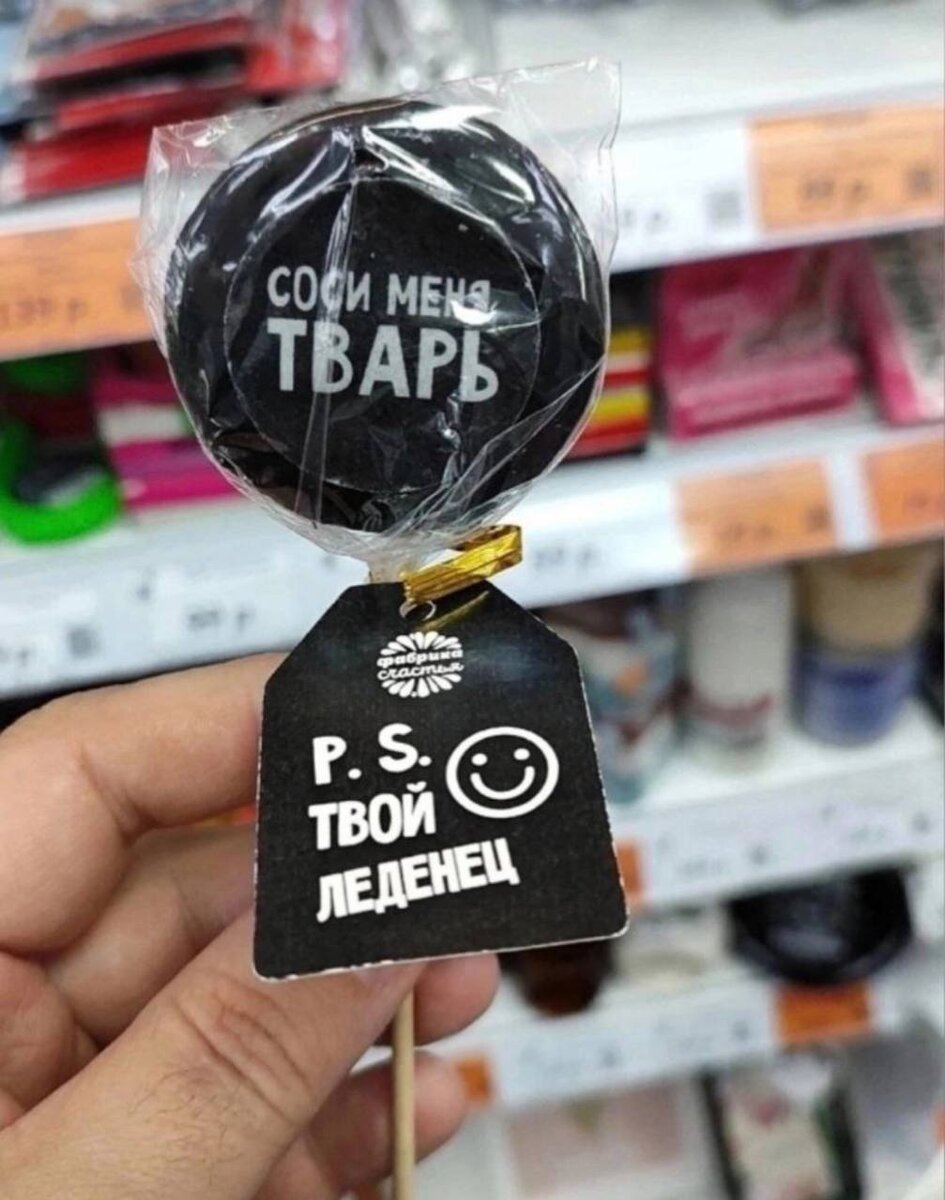 СОСИ МЕНЯ
ТВАРЬ
фабрика
счастья
P. S.
ТВОЙ
ЛЕДЕНЕЦ